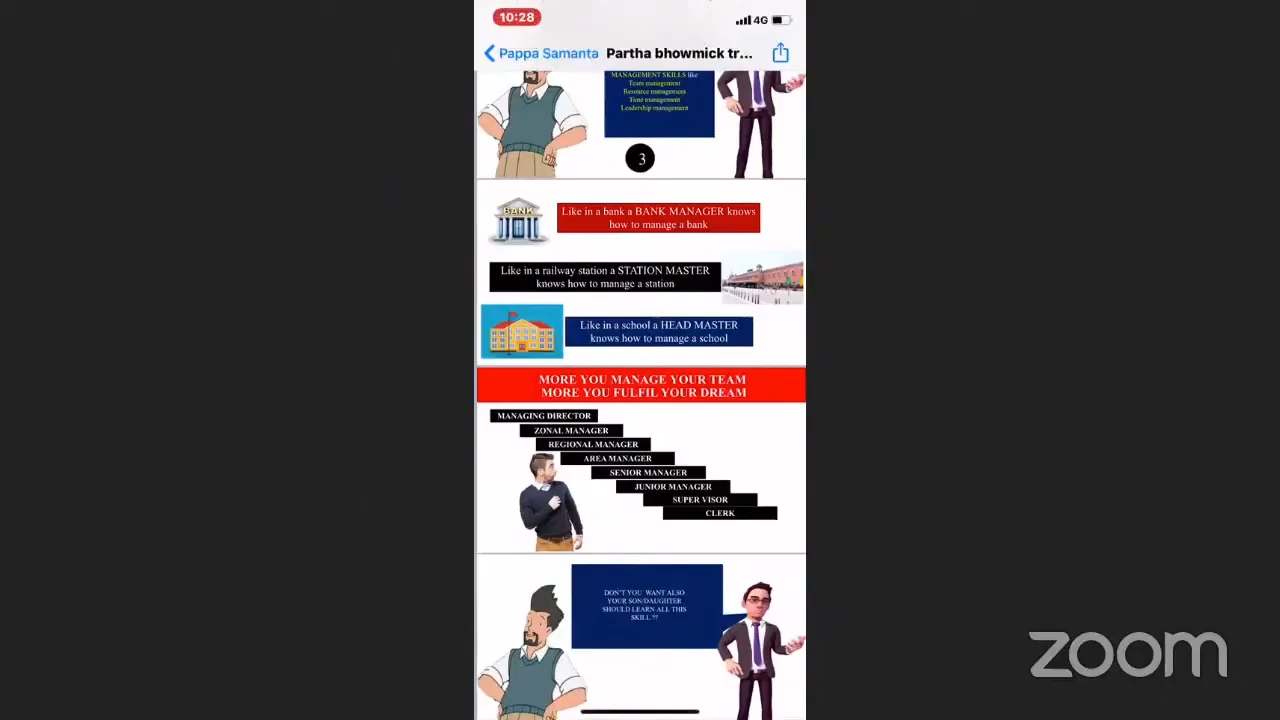 10:28
4G
Pappa Samanta
Partha bhowmick tr...
MANAGEMENT SKILLS like
Team management
Resource management
Time management
Leadership management
3
BANK
Like in a bank a BANK MANAGER knows
how to manage a bank
Like in a railway station a STATION MASTER
knows how to manage a station
Like in a school a HEAD MASTER
knows how to manage a school
MORE YOU MANAGE YOUR TEAM
MORE YOU FULFIL YOUR DREAM
MANAGING DIRECTOR
ZONAL MANAGER
REGIONAL MANAGER
AREA MANAGER
SENIOR MANAGER
JUNIOR MANAGER
SUPER VISOR
CLERK
DON'T YOU WANT ALSO
YOUR SON/DAUGHTER
SHOULD LEARN ALL THIS
SKILL ??
zoom